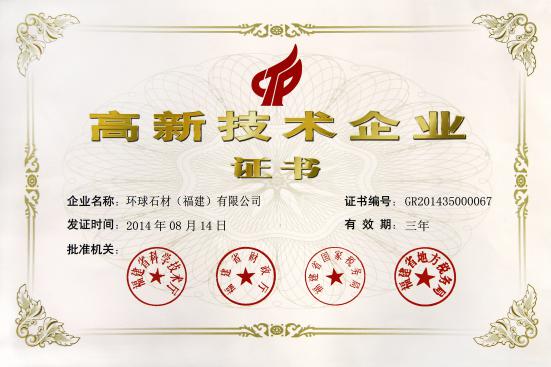 高新技术企业
证书
企业名称：环球石材（福建）有限公司
证书编号：GR201435000067
发证时间：2014年08月14日
有效期：三年
批准机关：
福建省科学技术厅
福建省财政厅
福建省国家税务局
福建省地方税务局